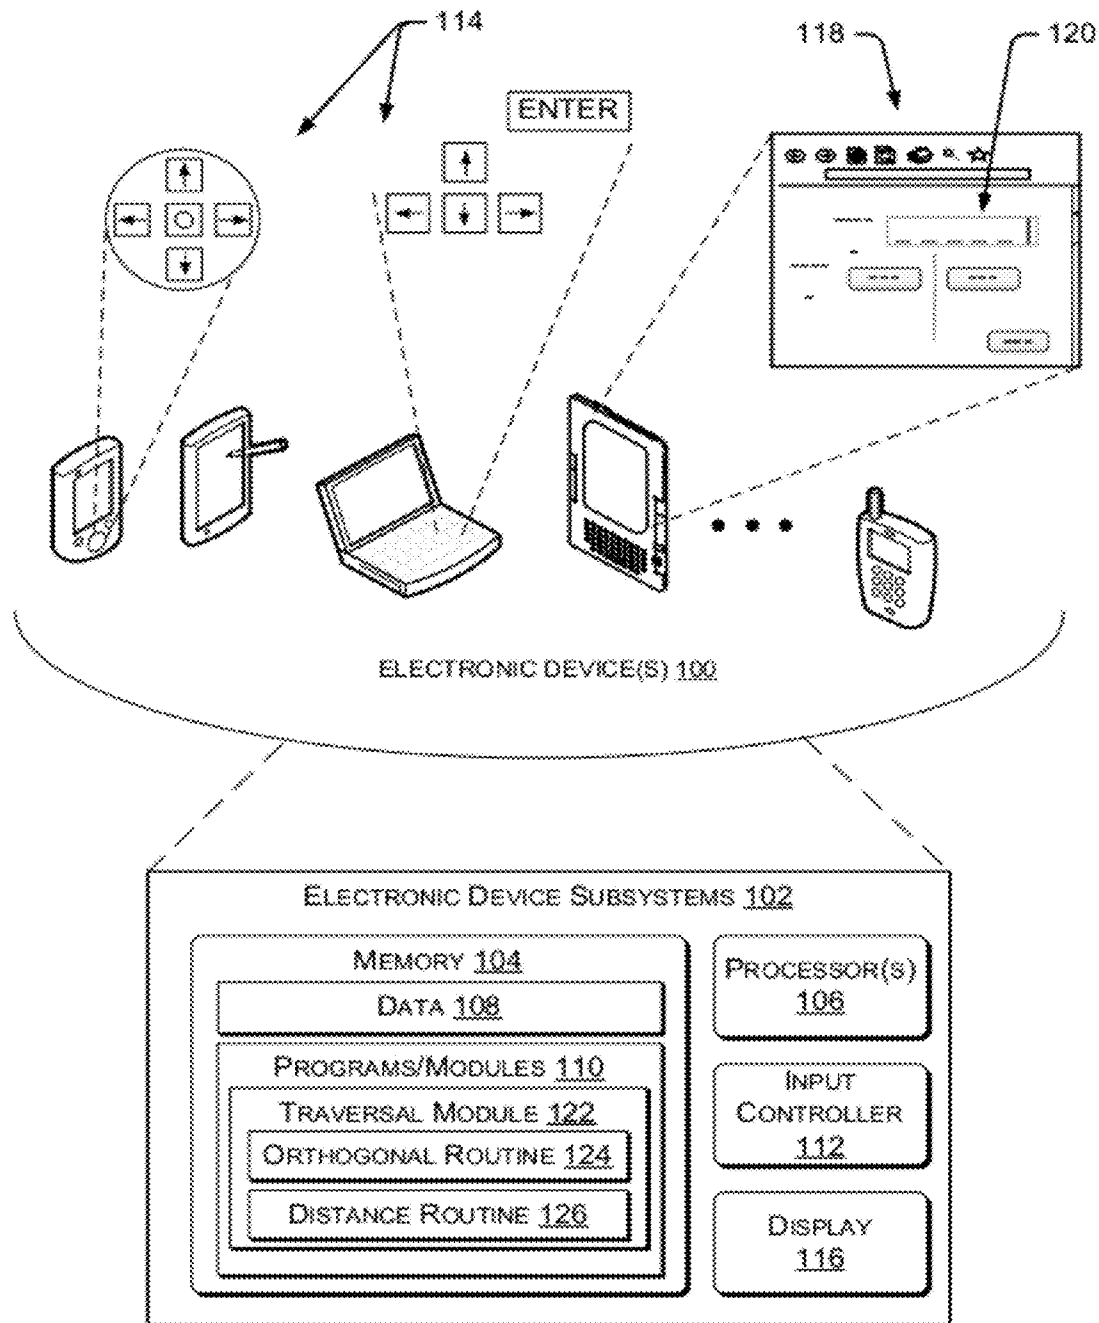 114
118
120
ENTER
ELECTRONIC DEVICE(S) 100
ELECTRONIC DEVICE SUBSYSTEMS 102
MEMORY 104
DATA 108
PROGRAMS/MODULES 110
TRAVERSAL MODULE 122
ORTHOGONAL ROUTINE 124
DISTANCE ROUTINE 126
PROCESSOR(S)
106
INPUT
CONTROLLER
112
DISPLAY
116